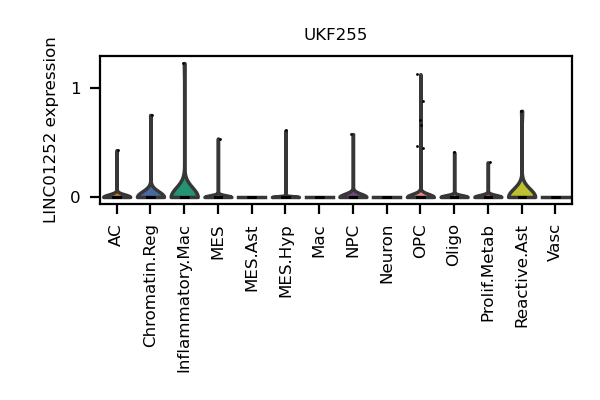 UKF255
LINC01252 expression
1
0
AC
Chromatin.Reg
Inflammatory.Mac
MES
MES.Ast
MES.Hyp
Mac
NPC
Neuron
OPC
Oligo
Prolif.Metab
Reactive.Ast
Vasc